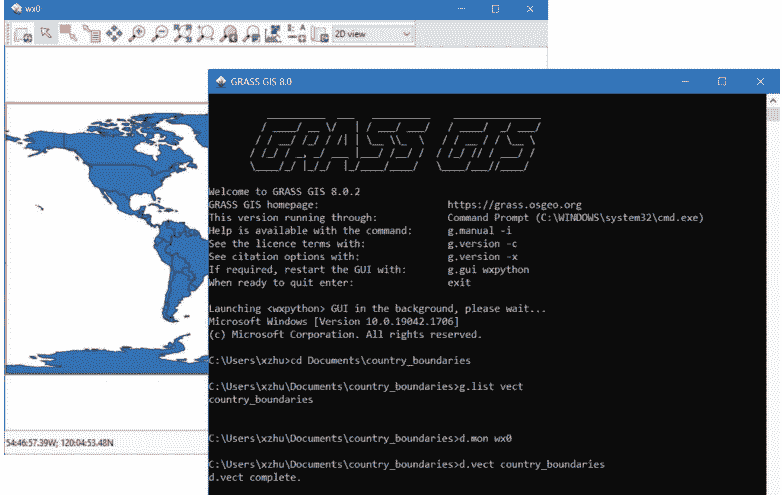 wx0
2D view
54:46:57.39W; 120:04:53.48N
GRASS GIS 8.0
GRASS GIS
Welcome to GRASS GIS 8.0.2
GRASS GIS homepage: https://grass.osgeo.org
This version running through: Command Prompt (C:\WINDOWS\system32\cmd.exe)
Help is available with the command: g.manual -i
See the licence terms with: g.version -c
See citation options with: g.version -x
If required, restart the GUI with: g.gui wxpython
When ready to quit enter: exit
Launching <wxpython> GUI in the background, please wait...
Microsoft Windows [Version 10.0.19042.1706]
(c) Microsoft Corporation. All rights reserved.
C:\Users\xzhu>cd Documents\country_boundaries
C:\Users\xzhu\Documents\country_boundaries>g.list vect
country_boundaries
C:\Users\xzhu\Documents\country_boundaries>d.mon wx0
C:\Users\xzhu\Documents\country_boundaries>d.vect country_boundaries
d.vect complete.